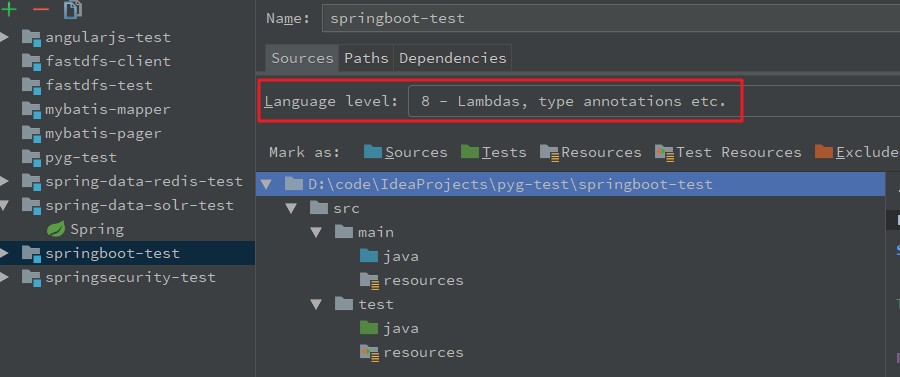 angularjs-test
fastdfs-client
fastdfs-test
mybatis-mapper
mybatis-pager
pyg-test
spring-data-redis-test
spring-data-solr-test
Spring
springboot-test
springsecurity-test
Name: springboot-test
Sources Paths Dependencies
Language level: 8 - Lambdas, type annotations etc.
Mark as: Sources Tests Resources Test Resources Exclude
D:\code\IdeaProjects\pyg-test\springboot-test
src
main
java
resources
test
java
resources